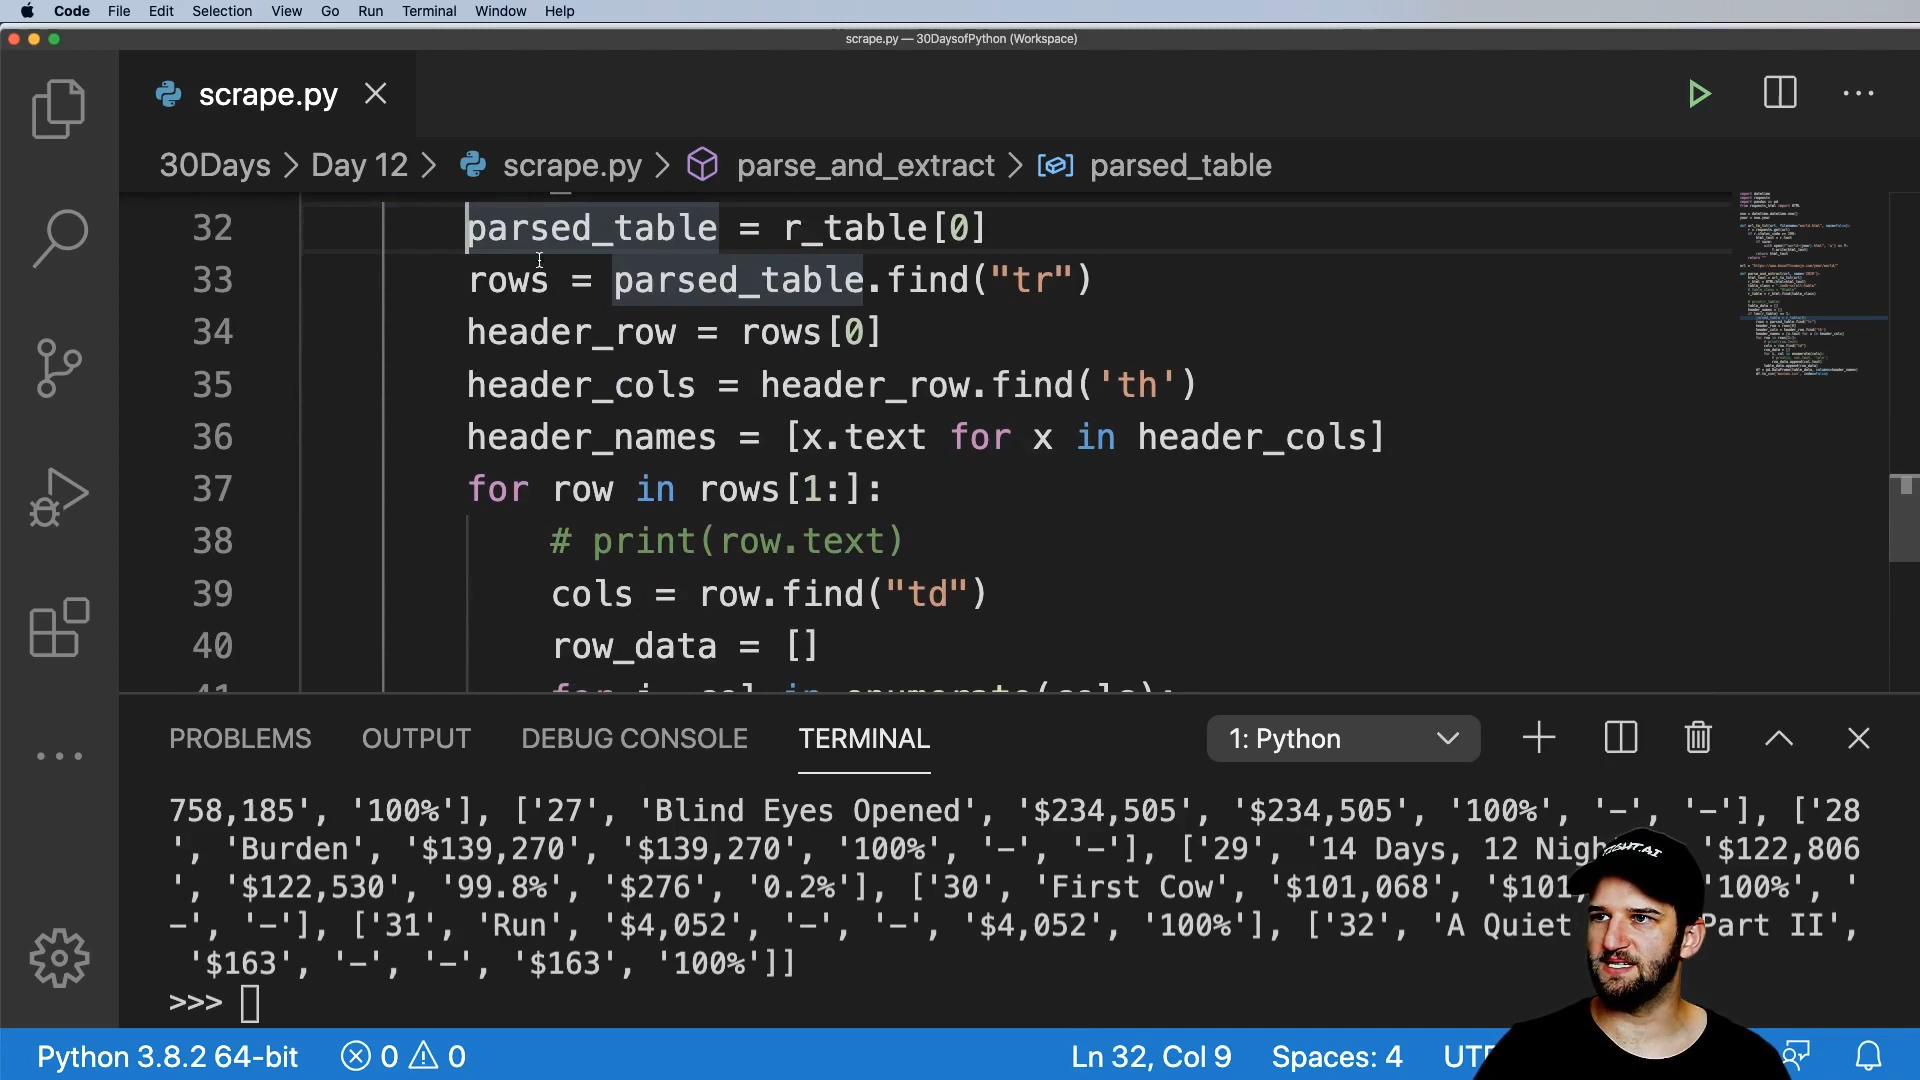 Code File Edit Selection View Go Run Terminal Window Help
scrape.py — 30DaysofPython (Workspace)
scrape.py
30Days > Day 12 > scrape.py > parse_and_extract > parsed_table
32 parsed_table = r_table[0]
33 rows = parsed_table.find("tr")
34 header_row = rows[0]
35 header_cols = header_row.find('th')
36 header_names = [x.text for x in header_cols]
37 for row in rows[1:]:
38 # print(row.text)
39 cols = row.find("td")
40 row_data = []
41 for i, col in enumerate(cols):
PROBLEMS OUTPUT DEBUG CONSOLE TERMINAL 1: Python
758,185', '100%'], ['27', 'Blind Eyes Opened', '$234,505', '$234,505', '100%', '–', '–'], ['28
', 'Burden', '$139,270', '$139,270', '100%', '–', '–'], ['29', '14 Days, 12 Nigh '$122,806
', '$122,530', '99.8%', '$276', '0.2%'], ['30', 'First Cow', '$101,068', '$101, '100%', '
–', '–'], ['31', 'Run', '$4,052', '–', '–', '$4,052', '100%'], ['32', 'A Quiet Part II',
'$163', '–', '–', '$163', '100%']]
>>>
Python 3.8.2 64-bit 0 0 Ln 32, Col 9 Spaces: 4 UTF